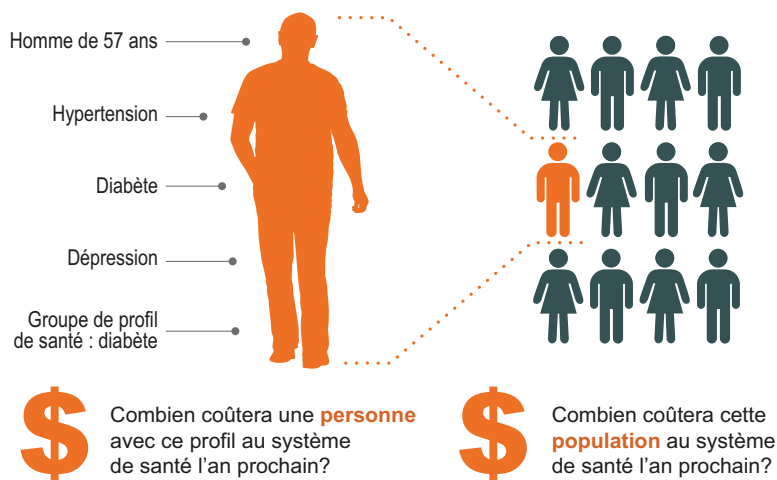 Homme de 57 ans
Hypertension
Diabète
Dépression
Groupe de profil
de santé : diabète
$
Combien coûtera une personne
avec ce profil au système
de santé l’an prochain?
$
Combien coûtera cette
population au système
de santé l’an prochain?